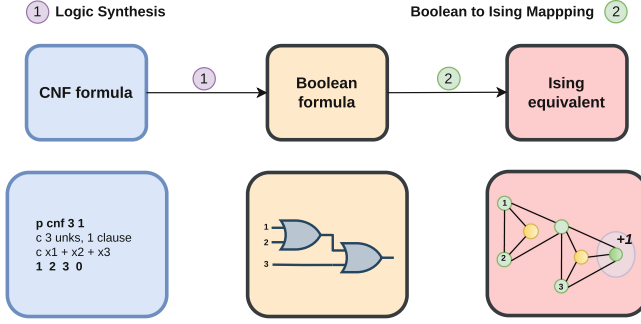 1 Logic Synthesis
Boolean to Ising Mappping 2
CNF formula
1
Boolean
formula
2
Ising
equivalent
p cnf 3 1
c 3 unks, 1 clause
c x1 + x2 + x3
1 2 3 0
1
2
3
1
2
3
+1